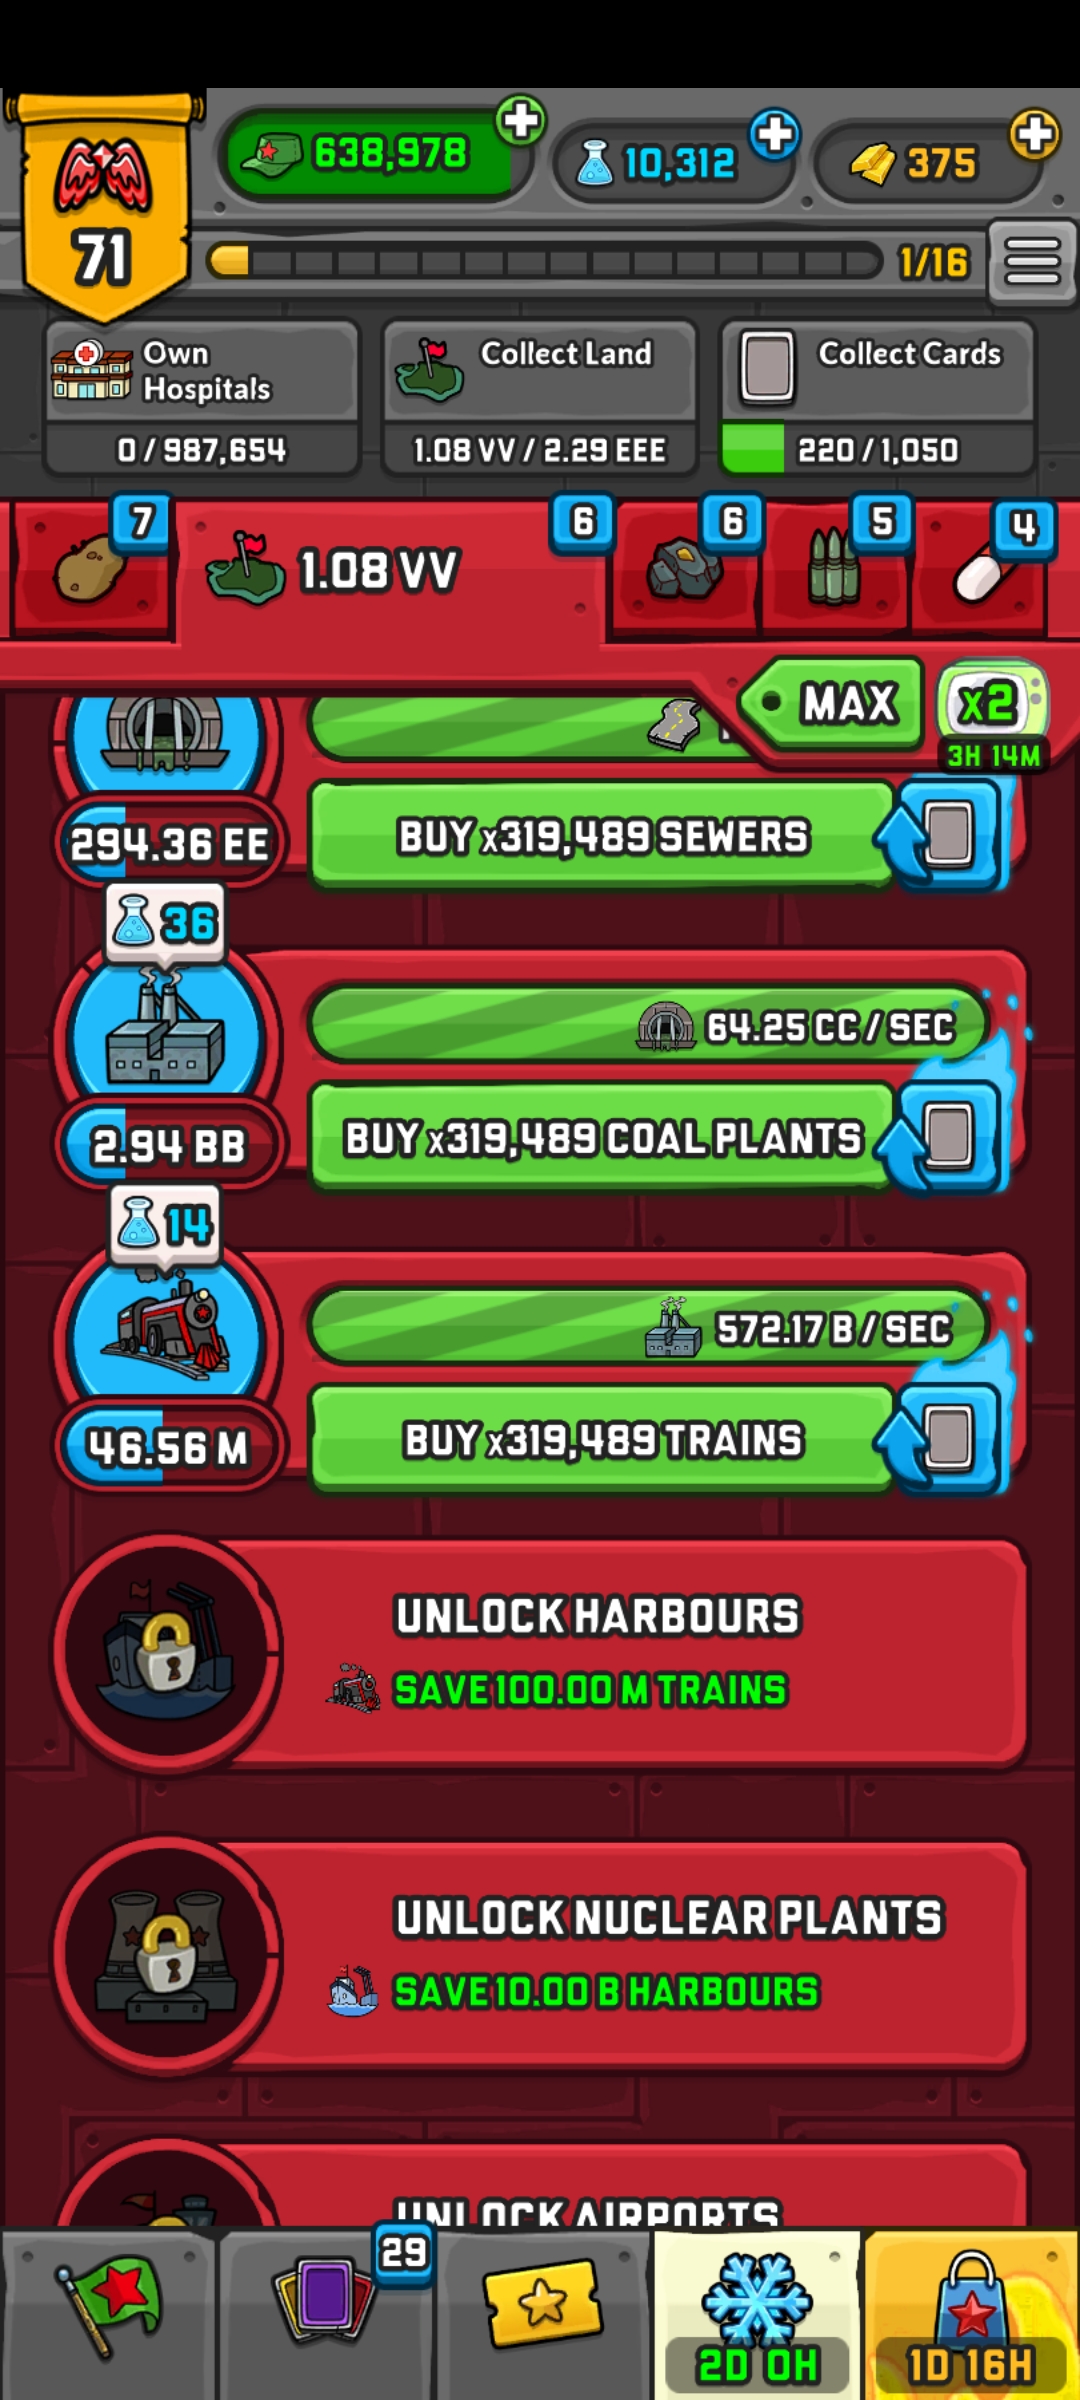 638,978
10,312
375
71
1/16
Own
Hospitals
0 / 987,654
Collect Land
1.08 VV / 2.29 EEE
Collect Cards
220 / 1,050
7
1.08 VV
6
6
5
4
MAX
x2
3H 14M
294.36 EE
BUY x319,489 SEWERS
36
64.25 CC / SEC
2.94 BB
BUY x319,489 COAL PLANTS
14
572.17 B / SEC
46.56 M
BUY x319,489 TRAINS
UNLOCK HARBOURS
SAVE 100.00 M TRAINS
UNLOCK NUCLEAR PLANTS
SAVE 10.00 B HARBOURS
UNLOCK AIRPORTS
29
2D 0H
1D 16H